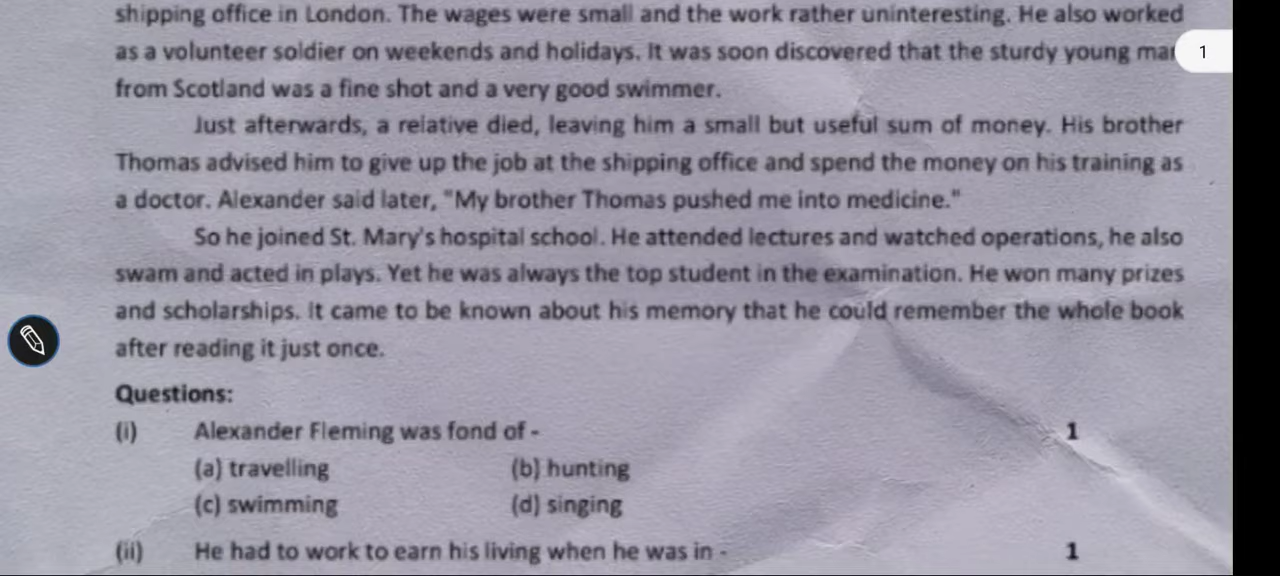 shipping office in London. The wages were small and the work rather uninteresting. He also worked
as a volunteer soldier on weekends and holidays. It was soon discovered that the sturdy young
1
from Scotland was a fine shot and a very good swimmer.
Just afterwards, a relative died, leaving him a small but useful sum of money. His brother
Thomas advised him to give up the job at the shipping office and spend the money on his training as
a doctor. Alexander said later, "My brother Thomas pushed me into medicine."
So he joined St. Mary's hospital school. He attended lectures and watched operations, he also
swam and acted in plays. Yet he was always the top student in the examination. He won many prizes
and scholarships. It came to be known about his memory that he could remember the whole book
after reading it just once.
Questions:
(i) Alexander Fleming was fond of - 1
(a) travelling (b) hunting
(c) swimming (d) singing
(ii) He had to work to earn his living when he was in - 1